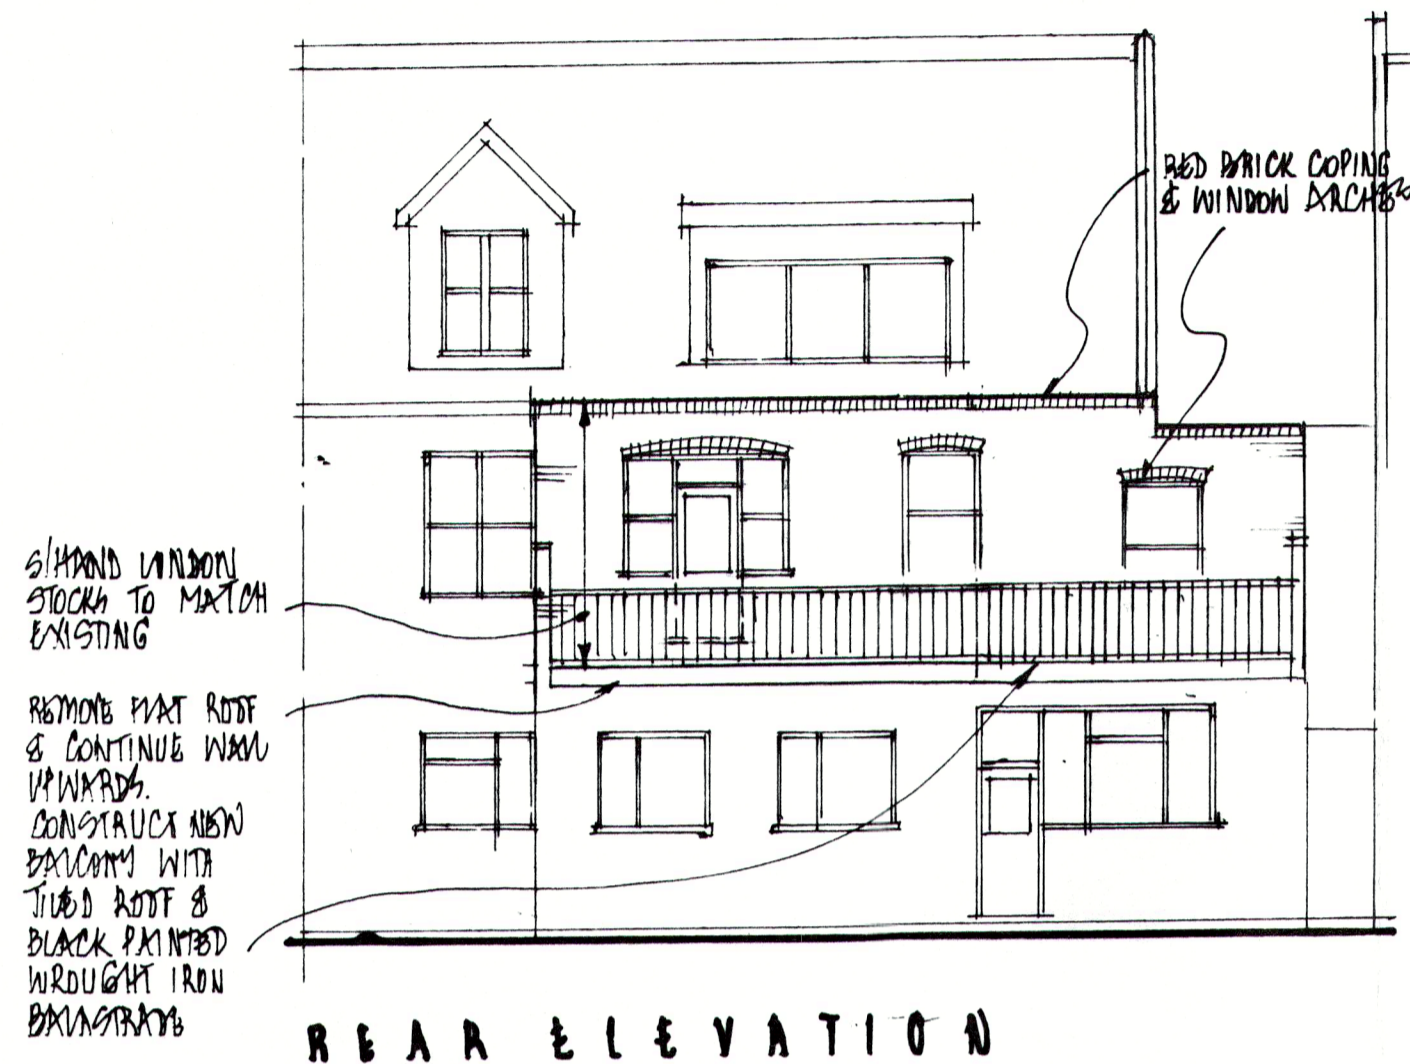 RED BRICK COPING
& WINDOW ARCHES
S/HAND LONDON
STOCKS TO MATCH
EXISTING
REMOVE FLAT ROOF
& CONTINUE WALL
UPWARDS.
CONSTRUCT NEW
BALCONY WITH
TILED ROOF &
BLACK PAINTED
WROUGHT IRON
BALASTRADE
REAR ELEVATION